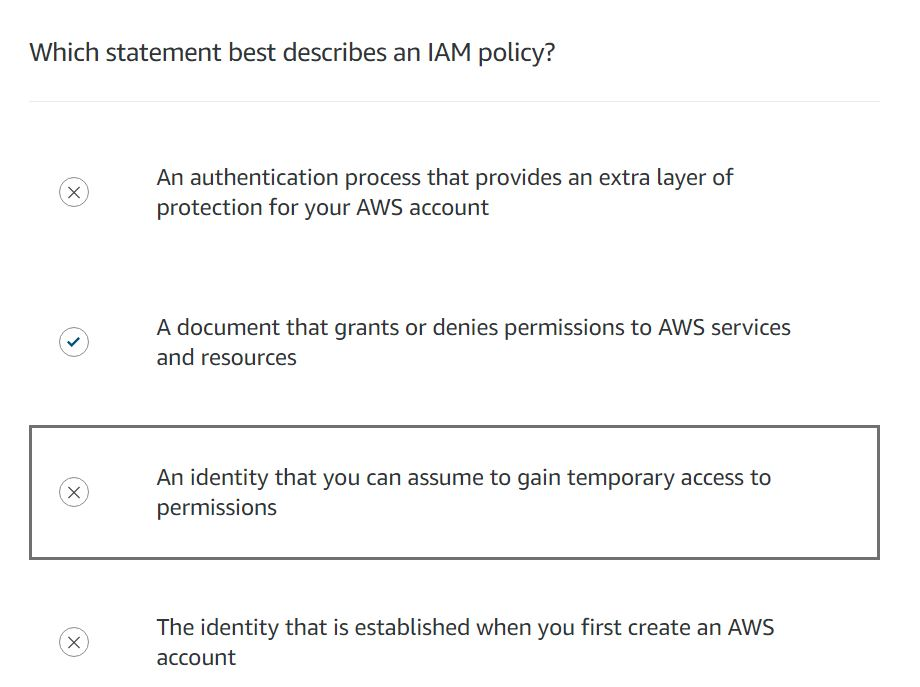 Which statement best describes an IAM policy?
An authentication process that provides an extra layer of
protection for your AWS account
A document that grants or denies permissions to AWS services
and resources
An identity that you can assume to gain temporary access to
permissions
The identity that is established when you first create an AWS
account